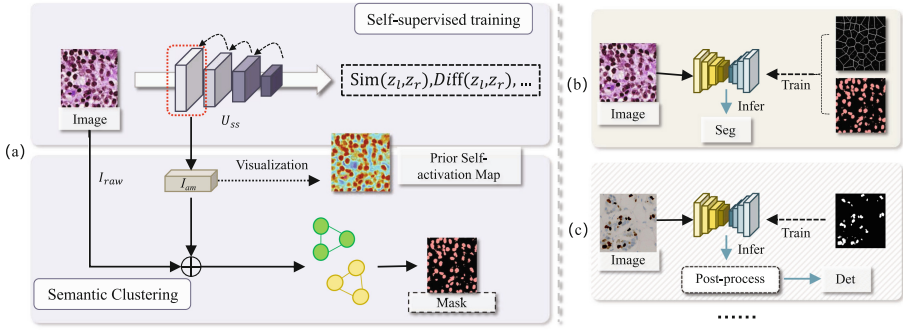 (a)
Self-supervised training
Image
U_ss
Sim(z_l,z_r),Diff(z_l,z_r), ...
I_raw
I_am
Visualization
Prior Self-
activation Map
Semantic Clustering
Mask
(b)
Image
Infer
Seg
Train
(c)
Image
Infer
Train
Post-process
Det
......